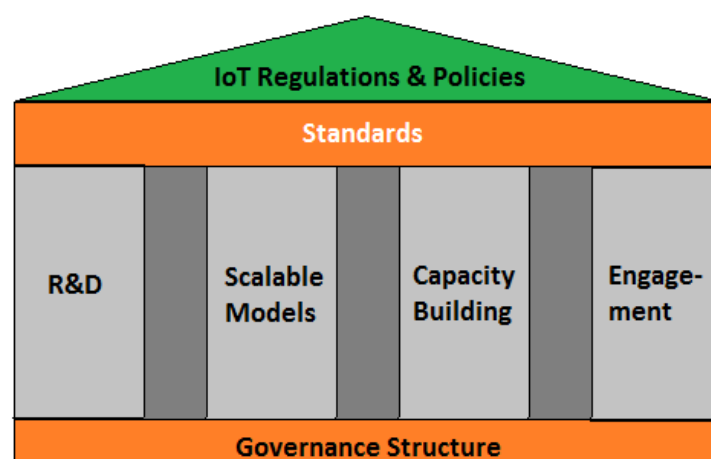 IoT Regulations & Policies
Standards
R&D
Scalable
Models
Capacity
Building
Engage-
ment
Governance Structure